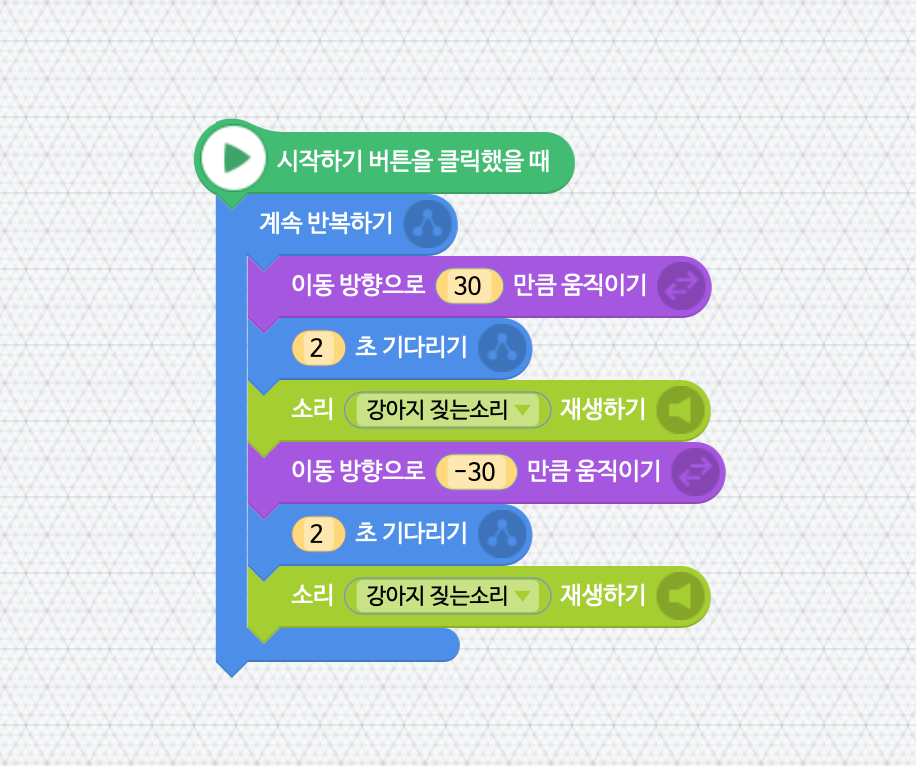 시작하기 버튼을 클릭했을 때
계속 반복하기
이동 방향으로 30 만큼 움직이기
2 초 기다리기
소리 강아지 짖는소리 재생하기
이동 방향으로 -30 만큼 움직이기
2 초 기다리기
소리 강아지 짖는소리 재생하기